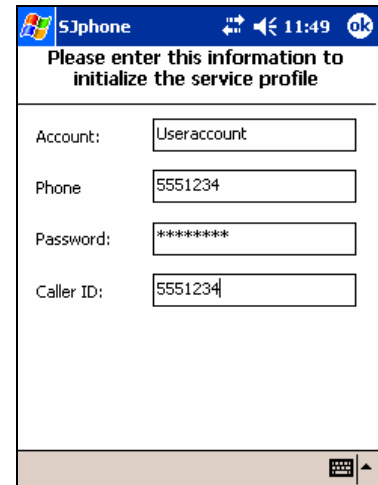 SJphone 11:49 ok
Please enter this information to
initialize the service profile
Account: Useraccount
Phone 5551234
Password: ********
Caller ID: 5551234